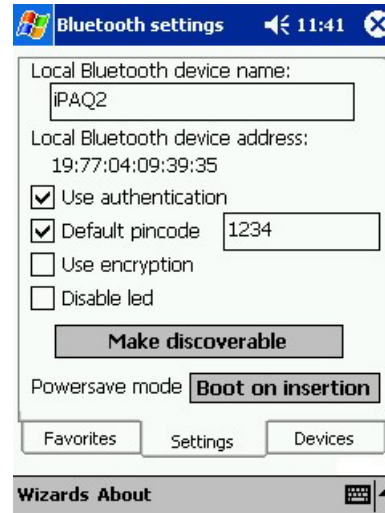 Bluetooth settings 11:41
Local Bluetooth device name:
iPAQ2
Local Bluetooth device address:
19:77:04:09:39:35
Use authentication
Default pincode 1234
Use encryption
Disable led
Make discoverable
Powersave mode Boot on insertion
Favorites Settings Devices
Wizards About